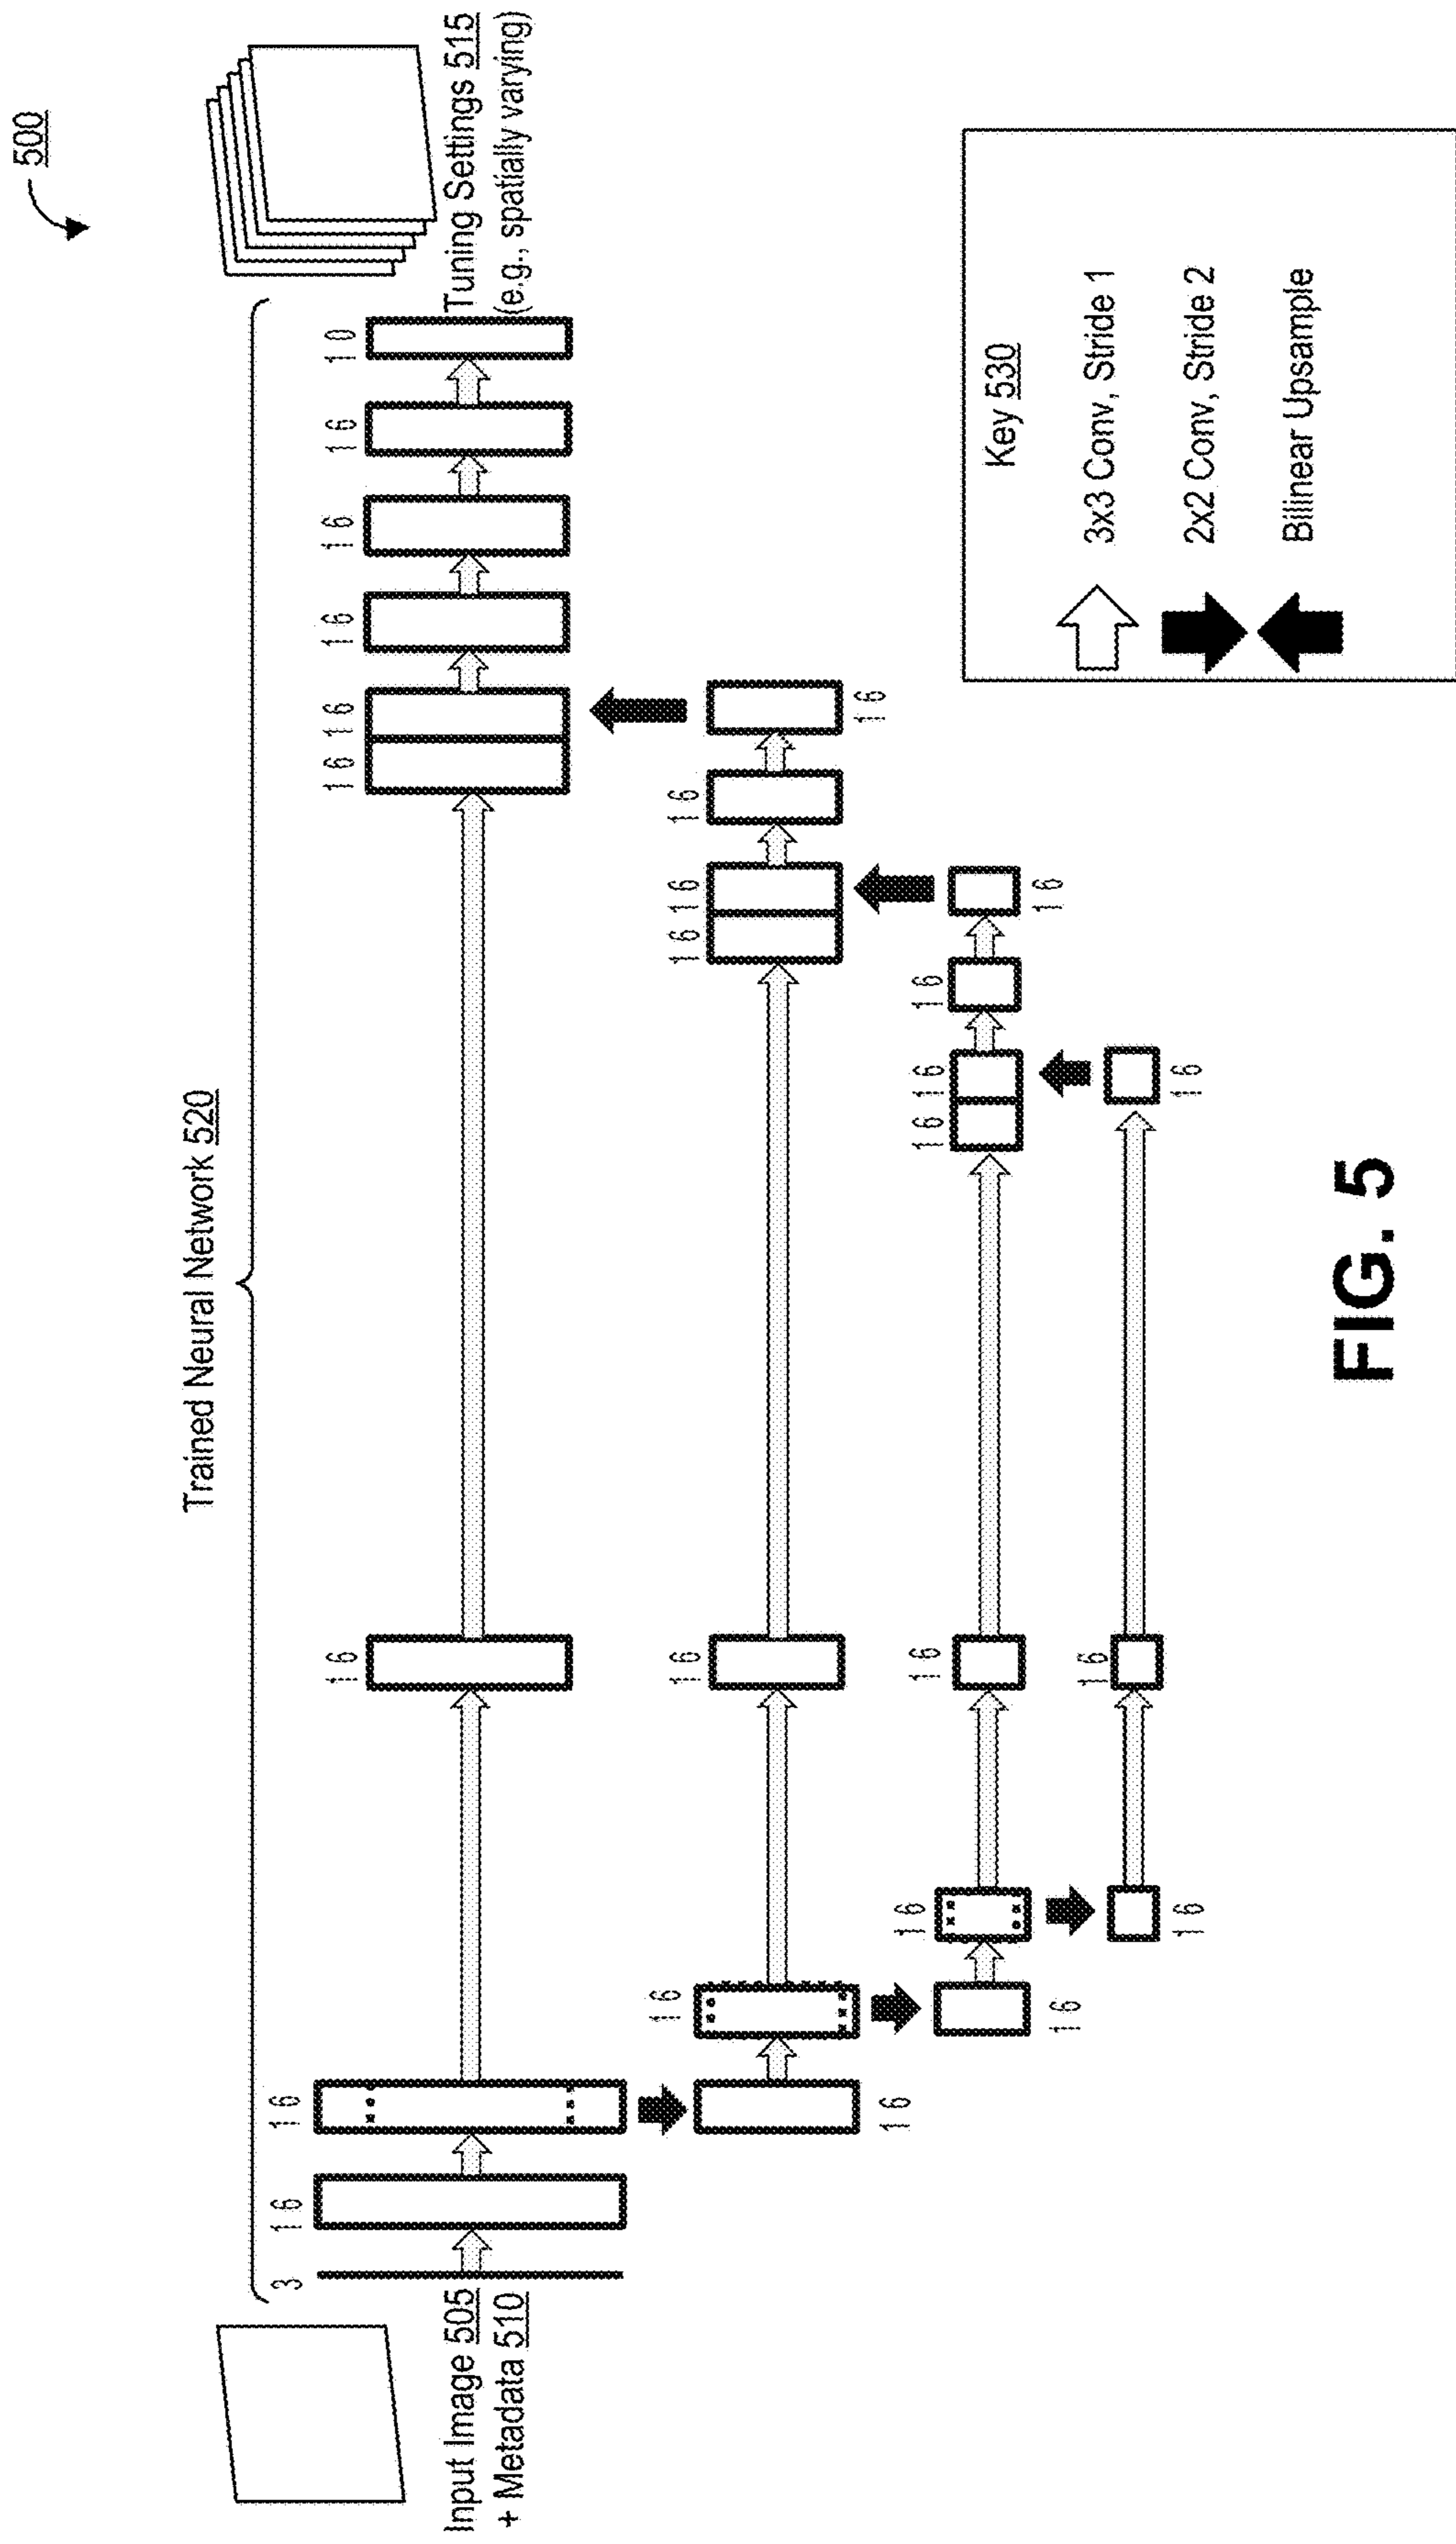 500
Trained Neural Network 520
3 16 16 16 16 16 16 16 16 10
Input Image 505
+ Metadata 510
Tuning Settings 515
(e.g., spatially varying)
16 16 16 16 16
16 16
16 16 16 16 16
16 16
16
16 16
Key 530
3x3 Conv, Stride 1
2x2 Conv, Stride 2
Bilinear Upsample
FIG. 5